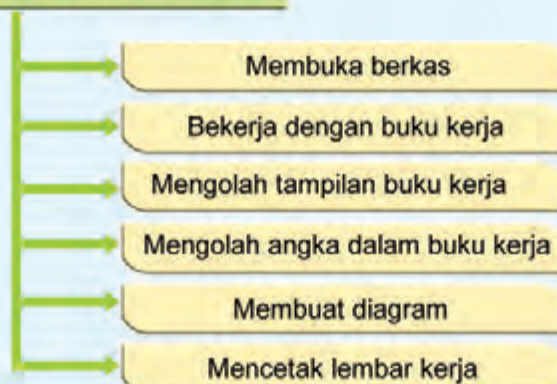 Membuka berkas
Bekerja dengan buku kerja
Mengolah tampilan buku kerja
Mengolah angka dalam buku kerja
Membuat diagram
Mencetak lembar kerja